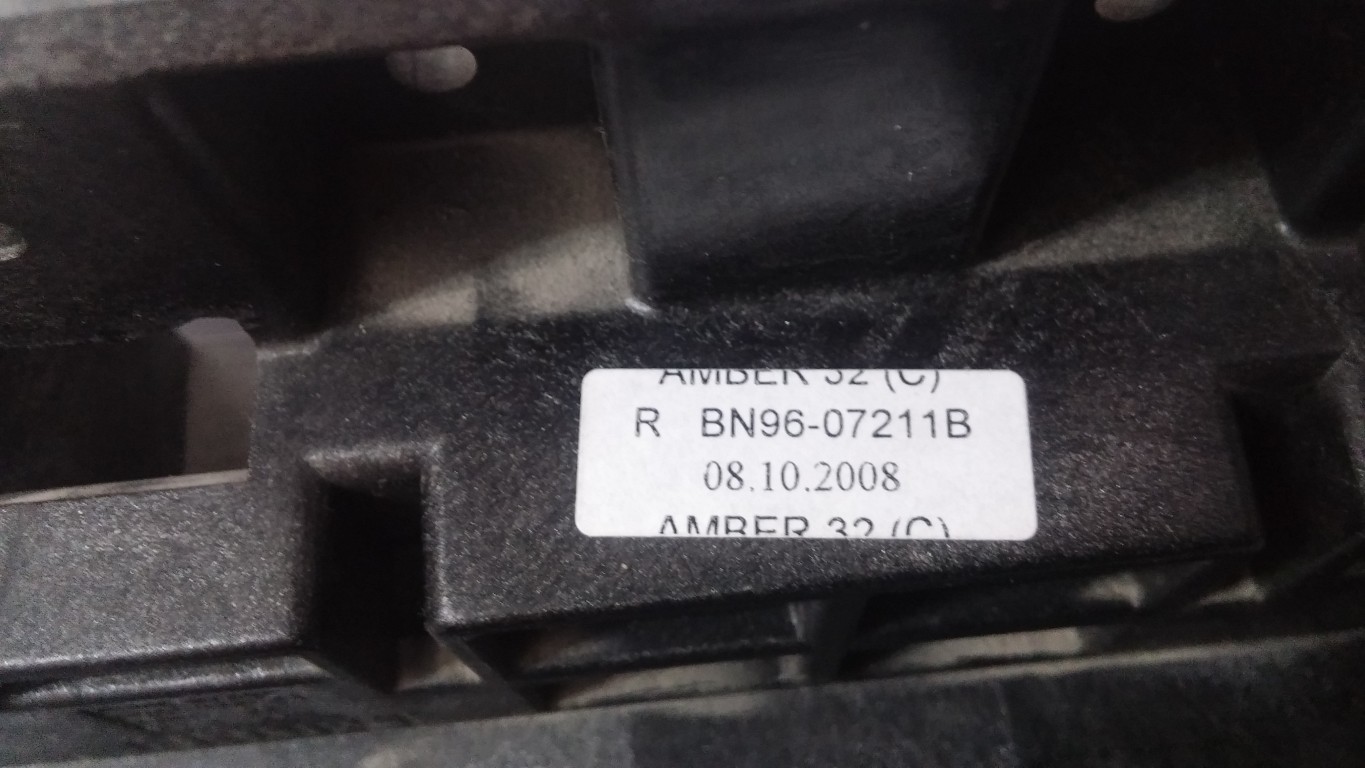 AMBER 32 (C)
R BN96-07211B
08.10.2008
AMBER 32 (C)